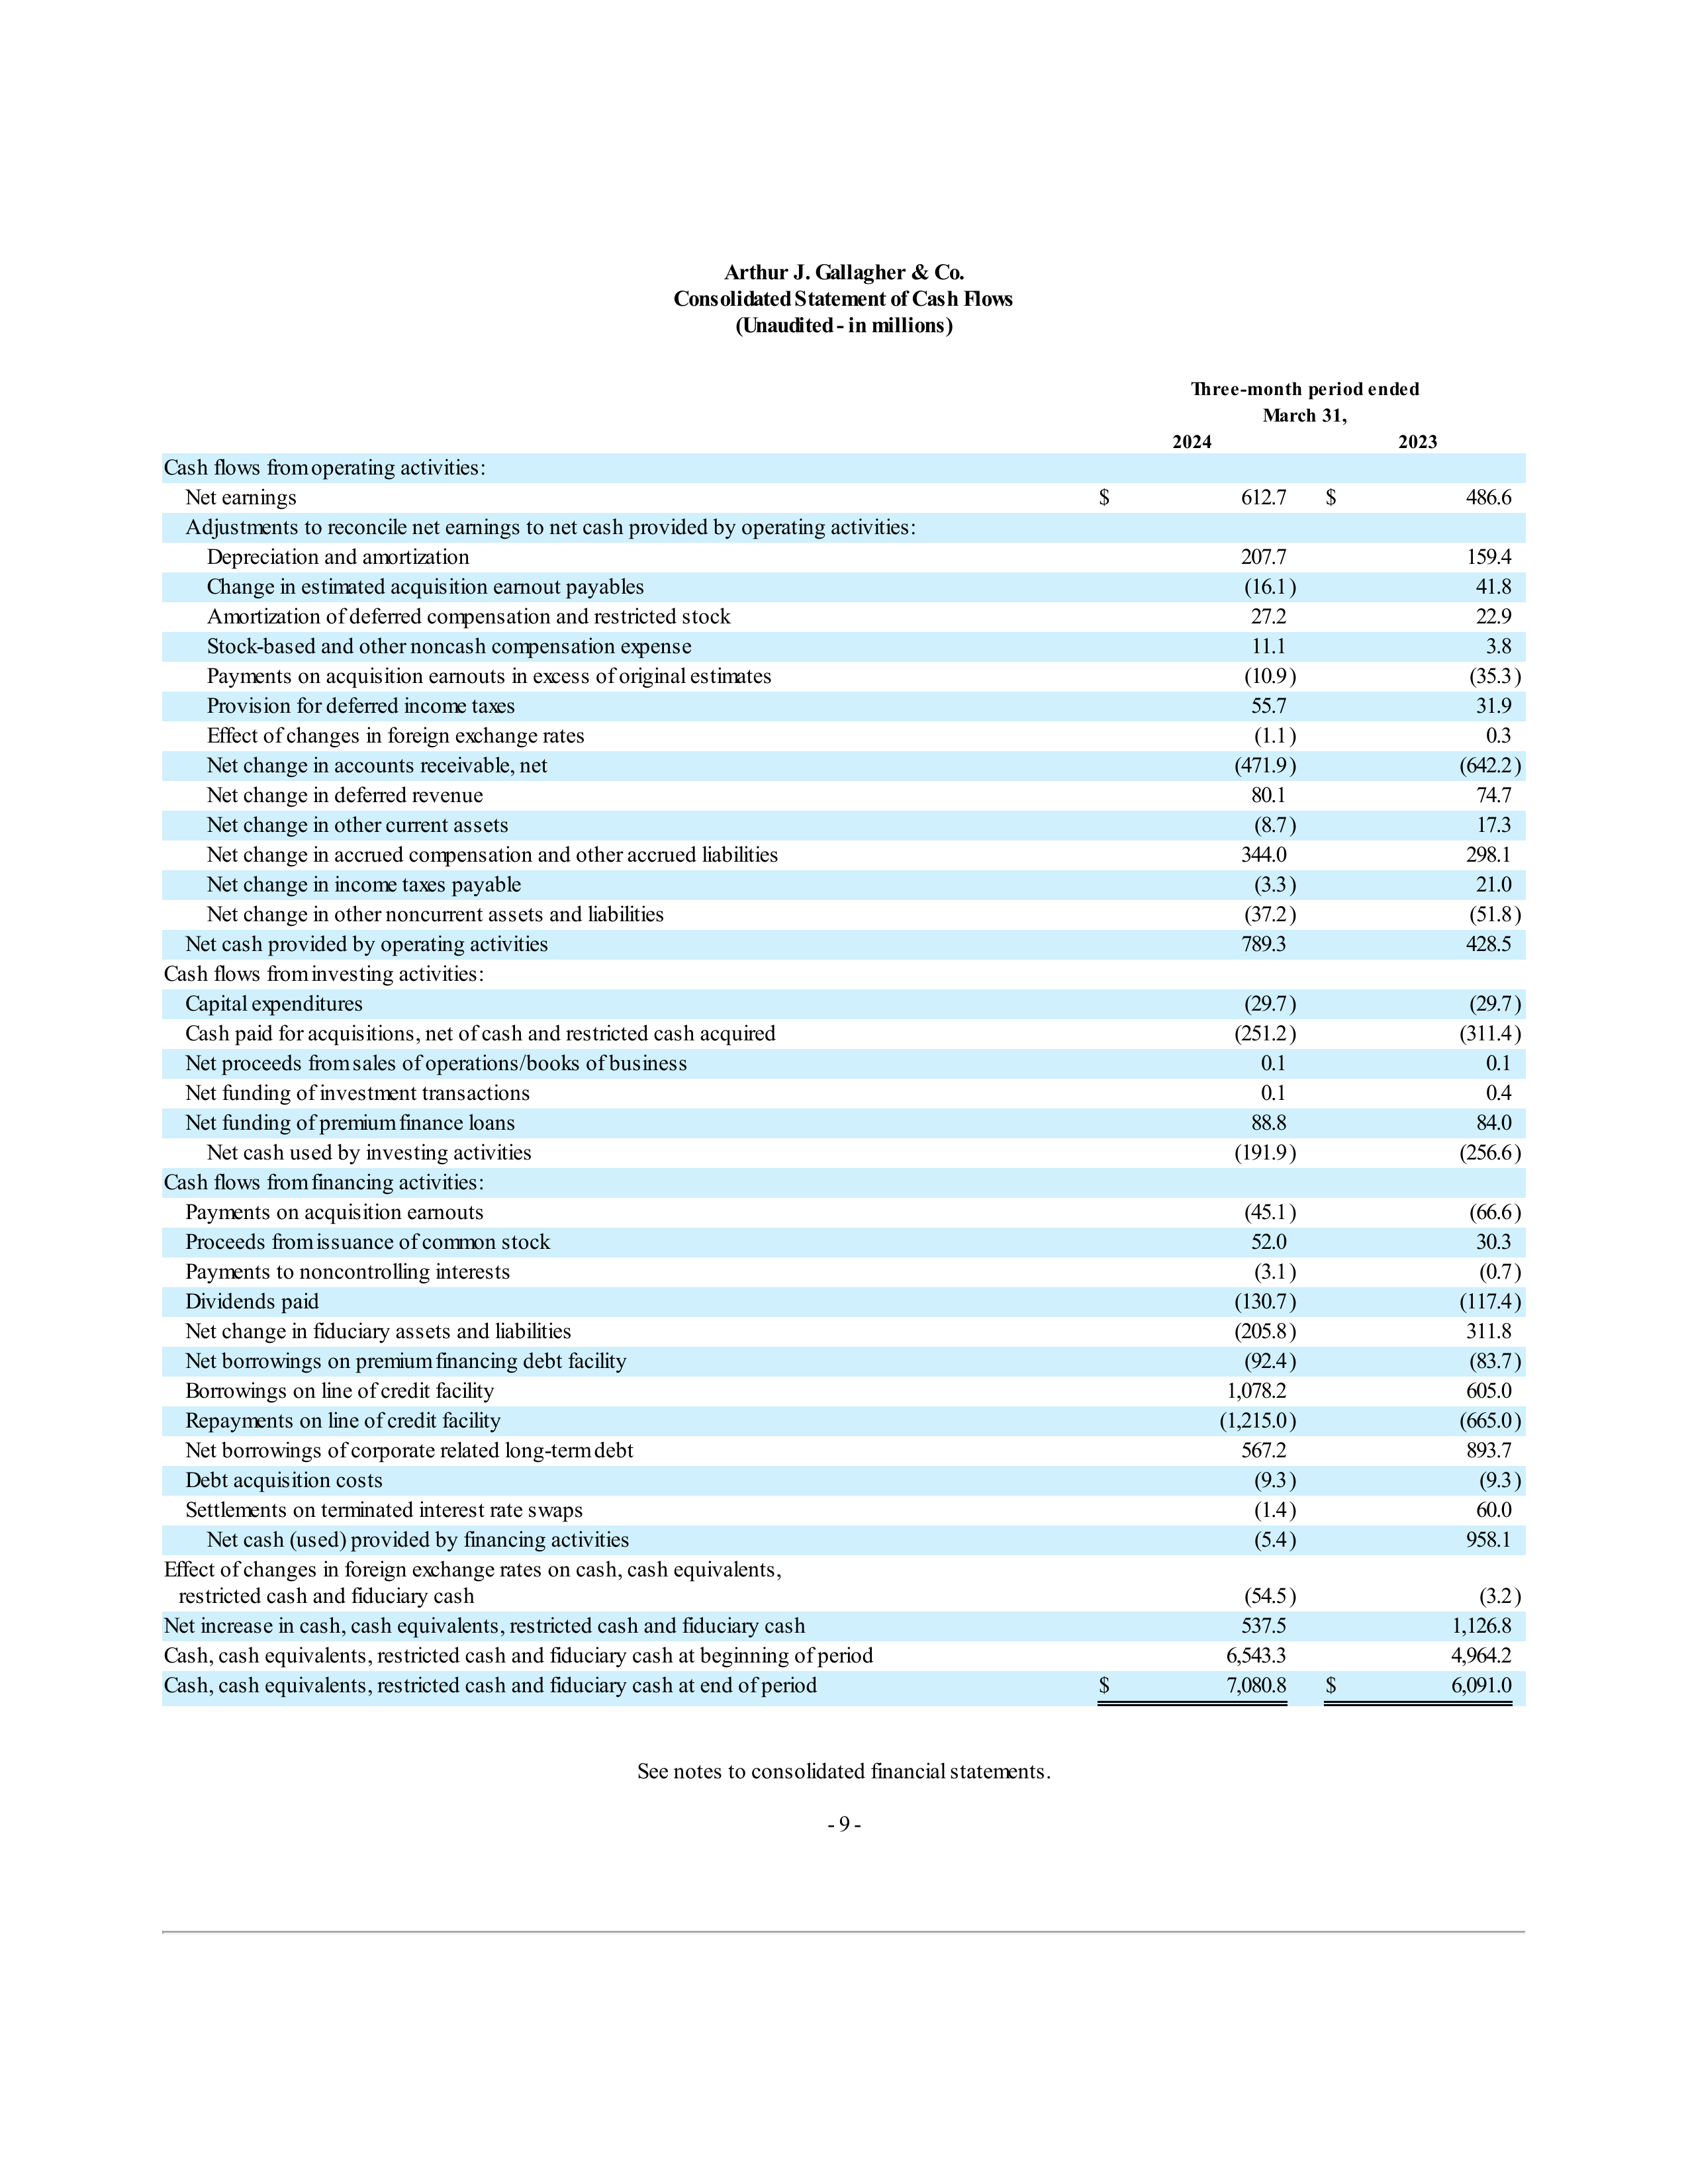 Arthur J. Gallagher & Co.
Consolidated Statement of Cash Flows
(Unaudited - in millions)
Three-month period ended
March 31,
2024 2023
Cash flows from operating activities:
Net earnings $ 612.7 $ 486.6
Adjustments to reconcile net earnings to net cash provided by operating activities:
Depreciation and amortization 207.7 159.4
Change in estimated acquisition earnout payables (16.1) 41.8
Amortization of deferred compensation and restricted stock 27.2 22.9
Stock-based and other noncash compensation expense 11.1 3.8
Payments on acquisition earnouts in excess of original estimates (10.9) (35.3)
Provision for deferred income taxes 55.7 31.9
Effect of changes in foreign exchange rates (1.1) 0.3
Net change in accounts receivable, net (471.9) (642.2)
Net change in deferred revenue 80.1 74.7
Net change in other current assets (8.7) 17.3
Net change in accrued compensation and other accrued liabilities 344.0 298.1
Net change in income taxes payable (3.3) 21.0
Net change in other noncurrent assets and liabilities (37.2) (51.8)
Net cash provided by operating activities 789.3 428.5
Cash flows from investing activities:
Capital expenditures (29.7) (29.7)
Cash paid for acquisitions, net of cash and restricted cash acquired (251.2) (311.4)
Net proceeds from sales of operations/books of business 0.1 0.1
Net funding of investment transactions 0.1 0.4
Net funding of premium finance loans 88.8 84.0
Net cash used by investing activities (191.9) (256.6)
Cash flows from financing activities:
Payments on acquisition earnouts (45.1) (66.6)
Proceeds from issuance of common stock 52.0 30.3
Payments to noncontrolling interests (3.1) (0.7)
Dividends paid (130.7) (117.4)
Net change in fiduciary assets and liabilities (205.8) 311.8
Net borrowings on premium financing debt facility (92.4) (83.7)
Borrowings on line of credit facility 1,078.2 605.0
Repayments on line of credit facility (1,215.0) (665.0)
Net borrowings of corporate related long-term debt 567.2 893.7
Debt acquisition costs (9.3) (9.3)
Settlements on terminated interest rate swaps (1.4) 60.0
Net cash (used) provided by financing activities (5.4) 958.1
Effect of changes in foreign exchange rates on cash, cash equivalents,
restricted cash and fiduciary cash (54.5) (3.2)
Net increase in cash, cash equivalents, restricted cash and fiduciary cash 537.5 1,126.8
Cash, cash equivalents, restricted cash and fiduciary cash at beginning of period 6,543.3 4,964.2
Cash, cash equivalents, restricted cash and fiduciary cash at end of period $ 7,080.8 $ 6,091.0
See notes to consolidated financial statements.
- 9 -